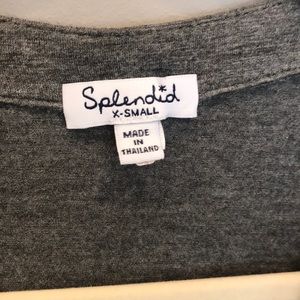 Splendid
X-SMALL
MADE
IN
THAILAND